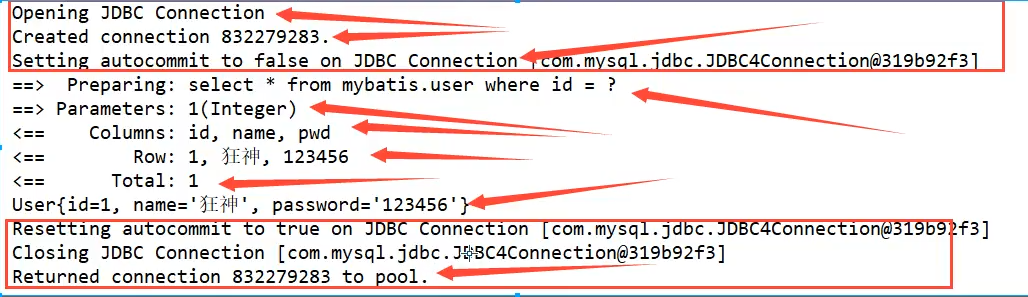 Opening JDBC Connection
Created connection 832279283.
Setting autocommit to false on JDBC Connection [com.mysql.jdbc.JDBC4Connection@319b92f3]
==>  Preparing: select * from mybatis.user where id = ?
==> Parameters: 1(Integer)
<==    Columns: id, name, pwd
<==        Row: 1, 狂神, 123456
<==      Total: 1
User{id=1, name='狂神', password='123456'}
Resetting autocommit to true on JDBC Connection [com.mysql.jdbc.JDBC4Connection@319b92f3]
Closing JDBC Connection [com.mysql.jdbc.JDBC4Connection@319b92f3]
Returned connection 832279283 to pool.